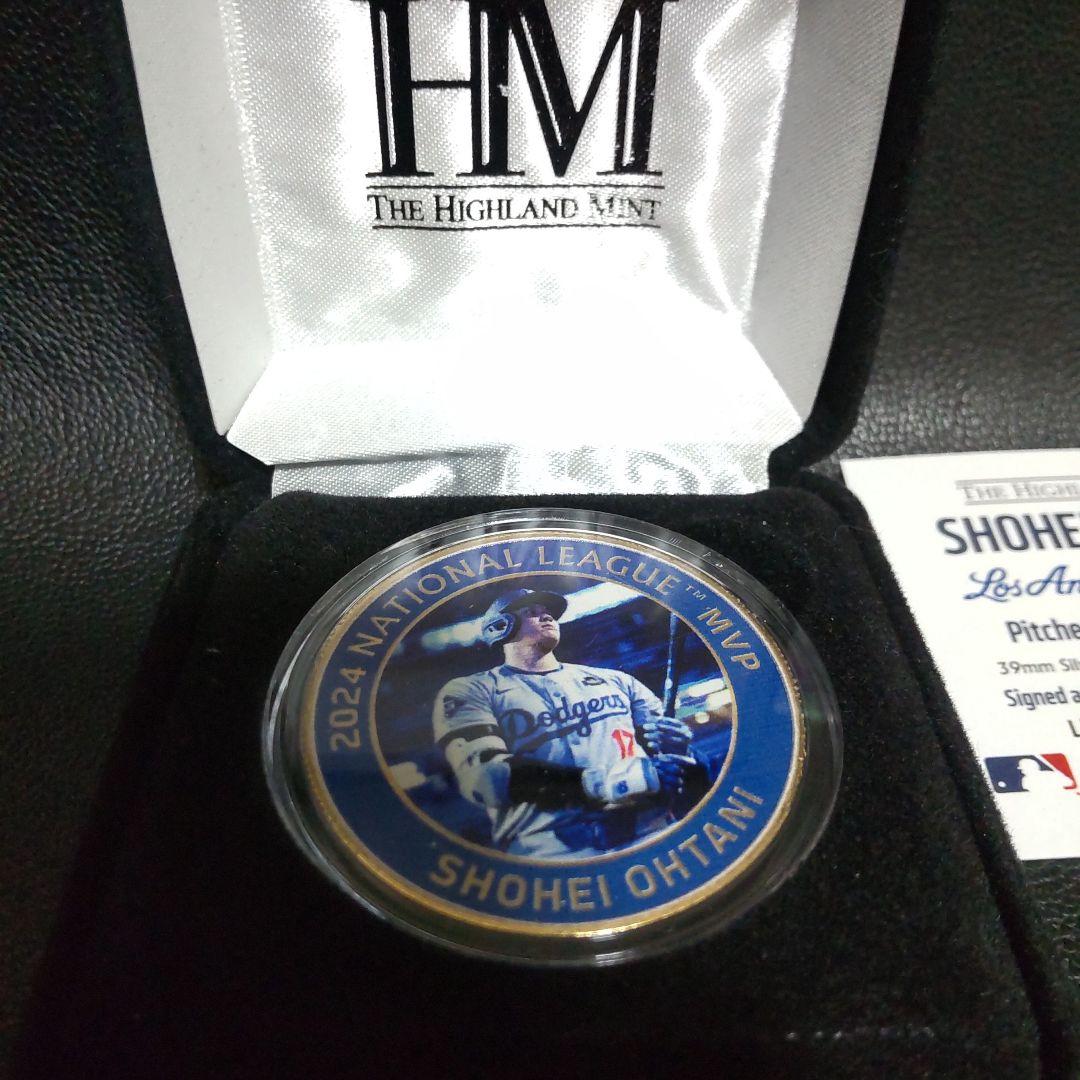 HM
THE HIGHLAND MINT
2024 NATIONAL LEAGUE™ MVP
Dodgers
17
SHOHEI OHTANI
THE HIGH
SHOHE
Los An
Pitche
39mm Sil
Signed a
L